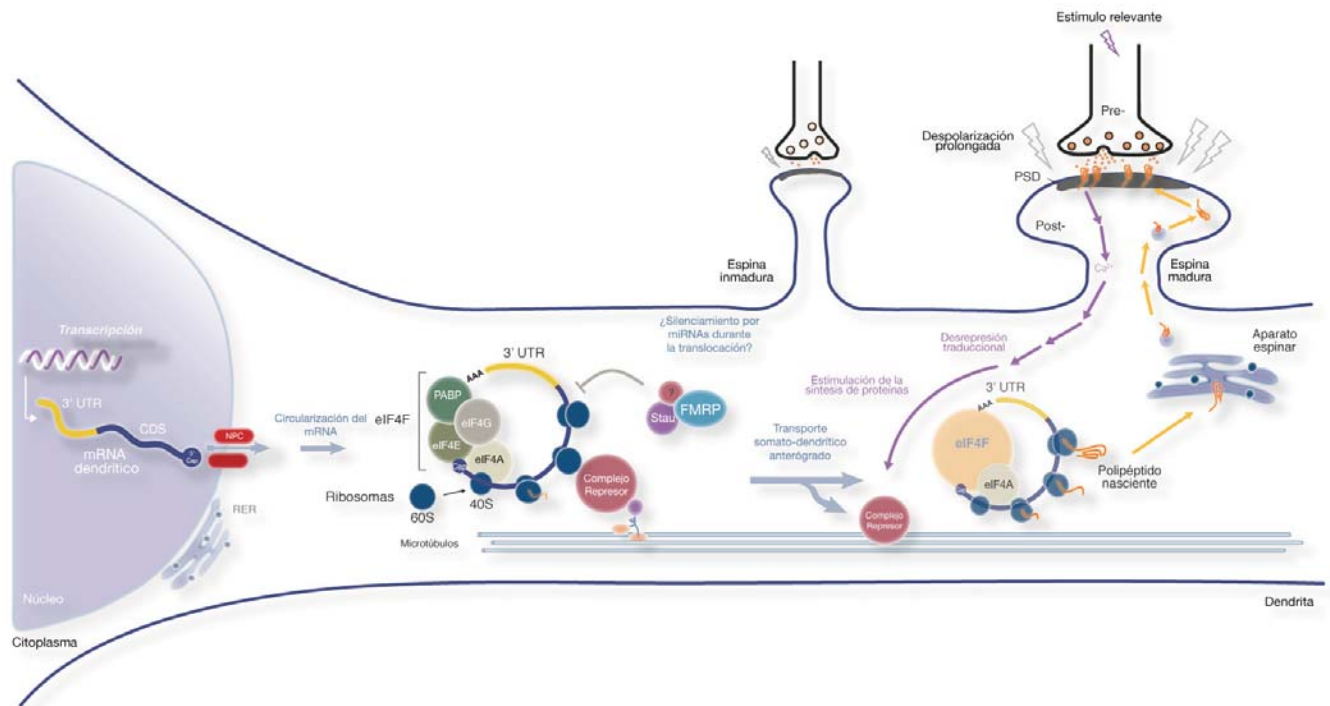 Estímulo relevante
Pre-
Despolarización
prolongada
PSD
Post-
Ca²⁺
Espina
inmadura
Espina
madura
Transcripción
3' UTR
CDS
mRNA
dendrítico
5'
Cap
NPC
RER
Núcleo
Citoplasma
Circularización del
mRNA
eIF4F
PABP
eIF4G
eIF4E
eIF4A
Cap
AAA
3' UTR
Ribosomas
60S
40S
Microtúbulos
Complejo
Represor
¿Silenciamiento por
miRNAs durante
la translocación?
?
Stau
FMRP
Transporte
somato-dendrítico
anterógrado
Complejo
Represor
Estimulación de la
síntesis de proteínas
Desrepresión
traduccional
3' UTR
AAA
eIF4F
eIF4A
Cap
Polipéptido
nasciente
Aparato
espinar
Dendrita